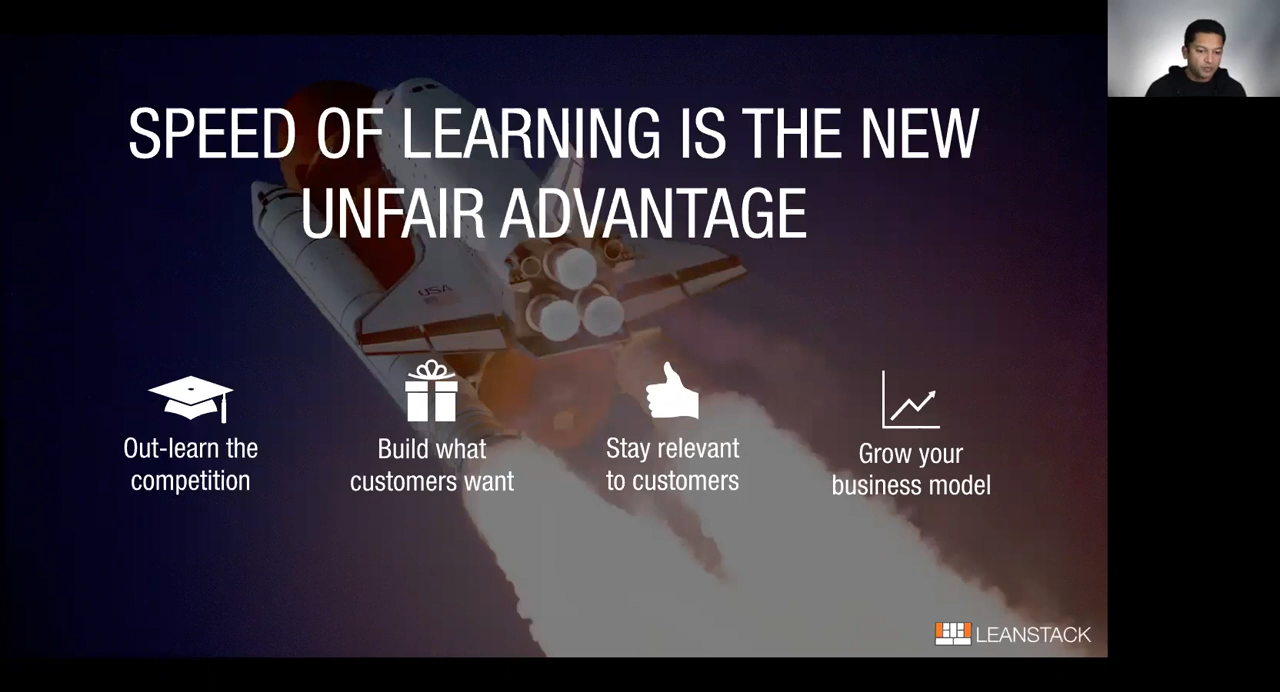 SPEED OF LEARNING IS THE NEW
UNFAIR ADVANTAGE
USA
Out-learn the
competition
Build what
customers want
Stay relevant
to customers
Grow your
business model
LEANSTACK